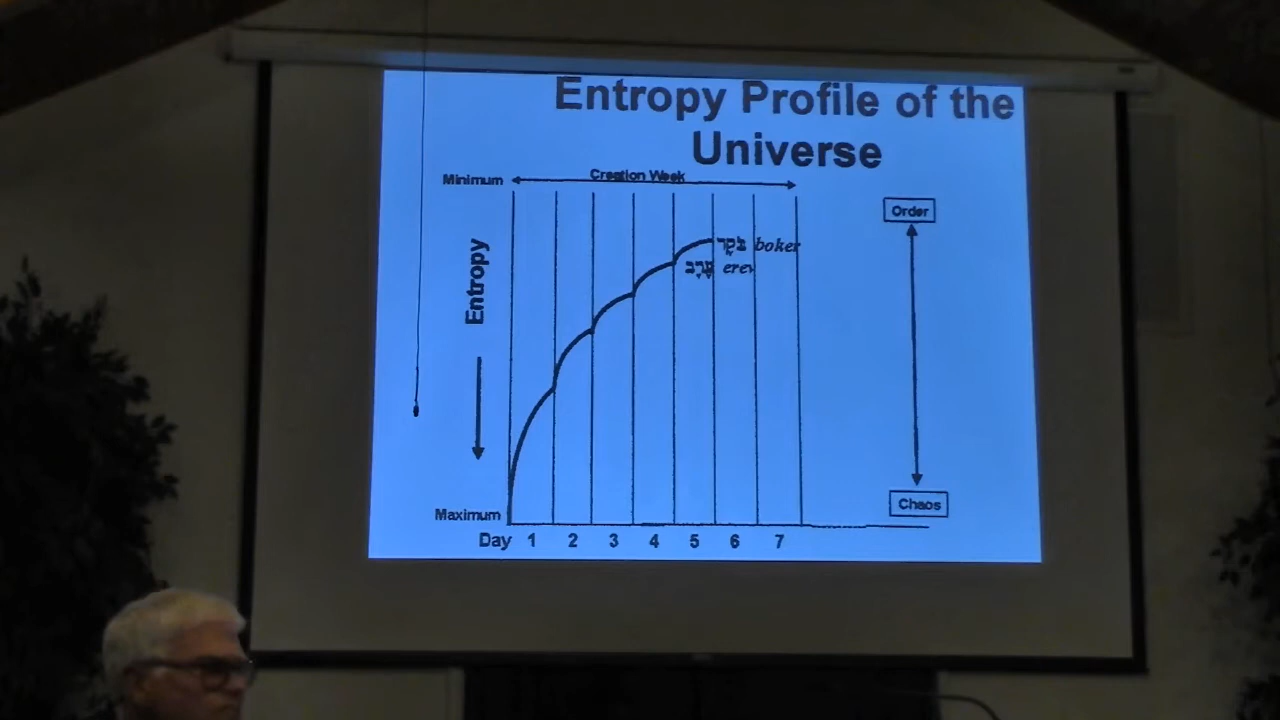 Entropy Profile of the
Universe
Minimum
Creation Week
Order
בֹּקֶר boker
עֶרֶב erev
Entropy
Chaos
Maximum
Day 1 2 3 4 5 6 7